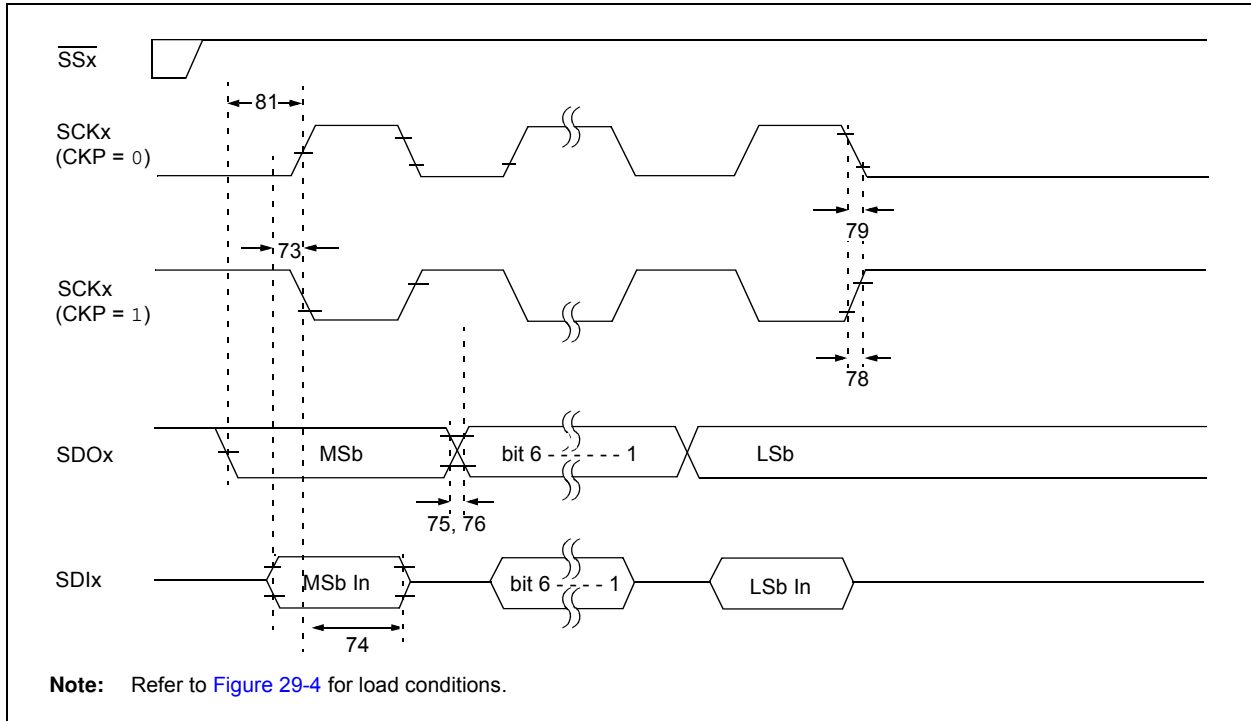 SSx
81
SCKx
(CKP = 0)
73
79
SCKx
(CKP = 1)
78
SDOx
MSb
bit 6 - - - - - - 1
LSb
75, 76
SDIx
MSb In
bit 6 - - - - - 1
LSb In
74
Note: Refer to Figure 29-4 for load conditions.